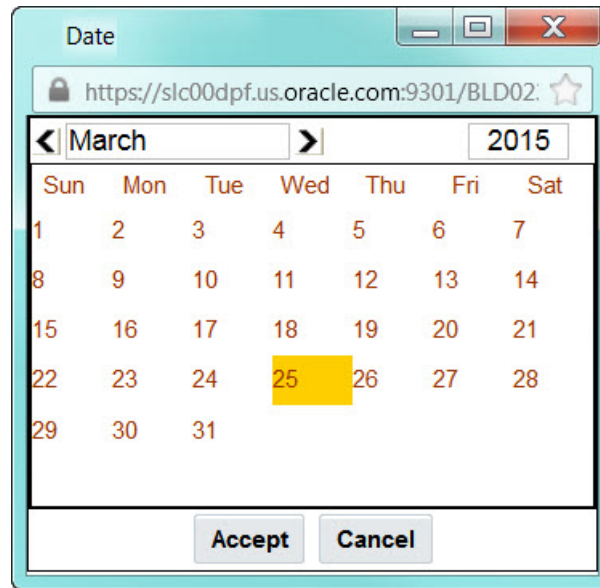 Date
https://slc00dpf.us.oracle.com:9301/BLD02
March 2015
Sun Mon Tue Wed Thu Fri Sat
1 2 3 4 5 6 7
8 9 10 11 12 13 14
15 16 17 18 19 20 21
22 23 24 25 26 27 28
29 30 31
Accept Cancel